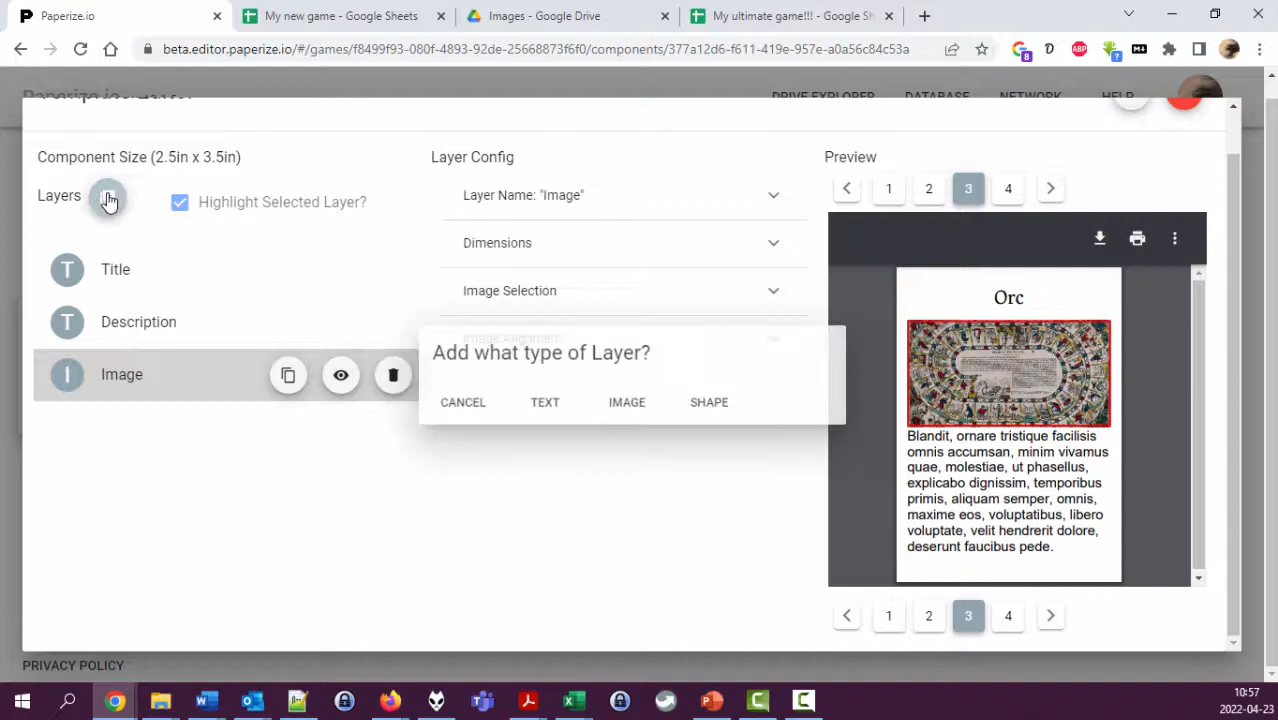 Paperize.io
My new game - Google Sheets
Images - Google Drive
My ultimate game!!! - Google Sh
beta.editor.paperize.io/#/games/f8499f93-080f-4893-92de-25668873f6f0/components/377a12d6-f611-419e-957e-a0a56c84c53a
DRIVE EXPLORER
DATABASE
NETWORK
HELP
Component Size (2.5in x 3.5in)
Layers
Highlight Selected Layer?
T Title
T Description
I Image
Layer Config
Layer Name: "Image"
Dimensions
Image Selection
Image Alignment
Add what type of Layer?
CANCEL
TEXT
IMAGE
SHAPE
Preview
1 2 3 4
Orc
Blandit, ornare tristique facilisis
omnis accumsan, minim vivamus
quae, molestiae, ut phasellus,
explicabo dignissim, temporibus
primis, aliquam semper, omnis,
maxime eos, voluptatibus, libero
voluptate, velit hendrerit dolore,
deserunt faucibus pede.
1 2 3 4
PRIVACY POLICY
10:57
2022-04-23